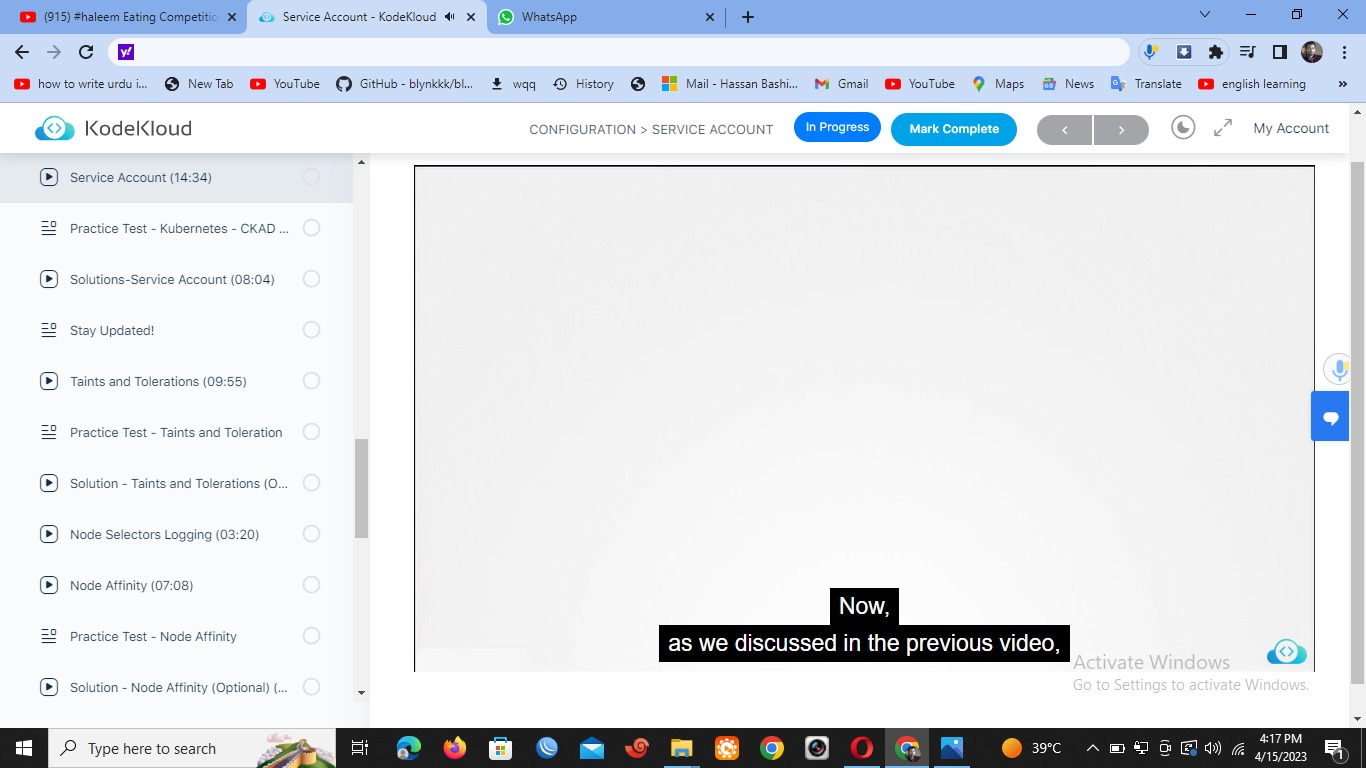 (915) #haleem Eating Competitio
Service Account - KodeKloud
WhatsApp
y!
how to write urdu i...
New Tab
YouTube
GitHub - blynkkk/bl...
wqq
History
Mail - Hassan Bashi...
Gmail
YouTube
Maps
News
Translate
english learning
»
KodeKloud
CONFIGURATION > SERVICE ACCOUNT
In Progress
Mark Complete
My Account
Service Account (14:34)
Practice Test - Kubernetes - CKAD ...
Solutions-Service Account (08:04)
Stay Updated!
Taints and Tolerations (09:55)
Practice Test - Taints and Toleration
Solution - Taints and Tolerations (O...
Node Selectors Logging (03:20)
Node Affinity (07:08)
Practice Test - Node Affinity
Solution - Node Affinity (Optional) (...
Now,
as we discussed in the previous video,
Activate Windows
Go to Settings to activate Windows.
Type here to search
39°C
4:17 PM
4/15/2023
1